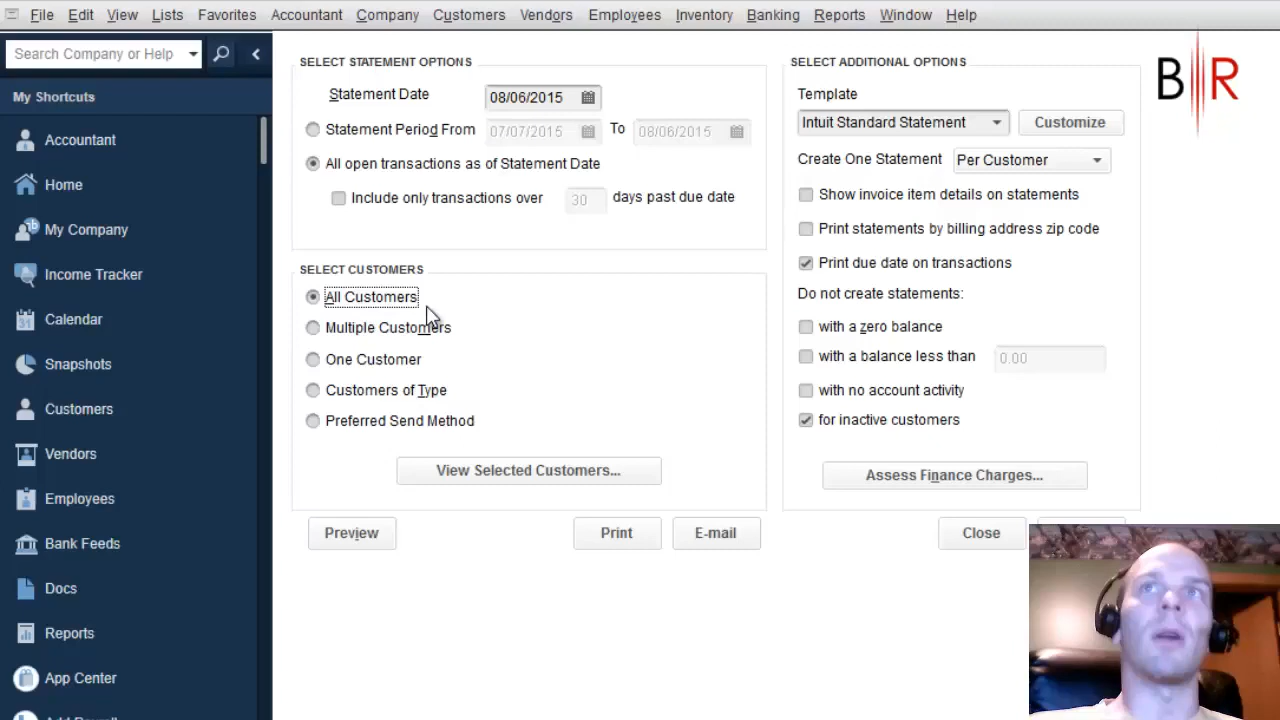 File Edit View Lists Favorites Accountant Company Customers Vendors Employees Inventory Banking Reports Window Help
Search Company or Help
My Shortcuts
Accountant
Home
My Company
Income Tracker
Calendar
Snapshots
Customers
Vendors
Employees
Bank Feeds
Docs
Reports
App Center
SELECT STATEMENT OPTIONS
Statement Date 08/06/2015
Statement Period From 07/07/2015 To 08/06/2015
All open transactions as of Statement Date
Include only transactions over 30 days past due date
SELECT CUSTOMERS
All Customers
Multiple Customers
One Customer
Customers of Type
Preferred Send Method
View Selected Customers...
Preview Print E-mail
SELECT ADDITIONAL OPTIONS
Template
Intuit Standard Statement Customize
Create One Statement Per Customer
Show invoice item details on statements
Print statements by billing address zip code
Print due date on transactions
Do not create statements:
with a zero balance
with a balance less than 0.00
with no account activity
for inactive customers
Assess Finance Charges...
Close
B R